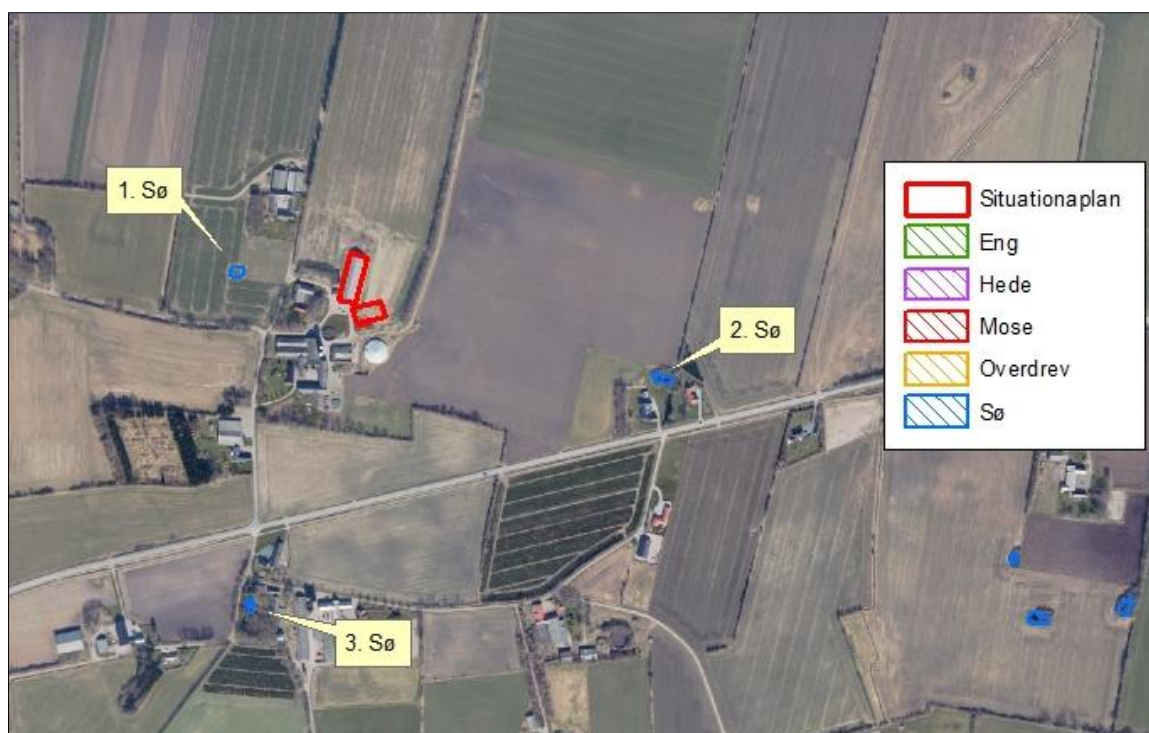 1. Sø
2. Sø
3. Sø
Situationaplan
Eng
Hede
Mose
Overdrev
Sø